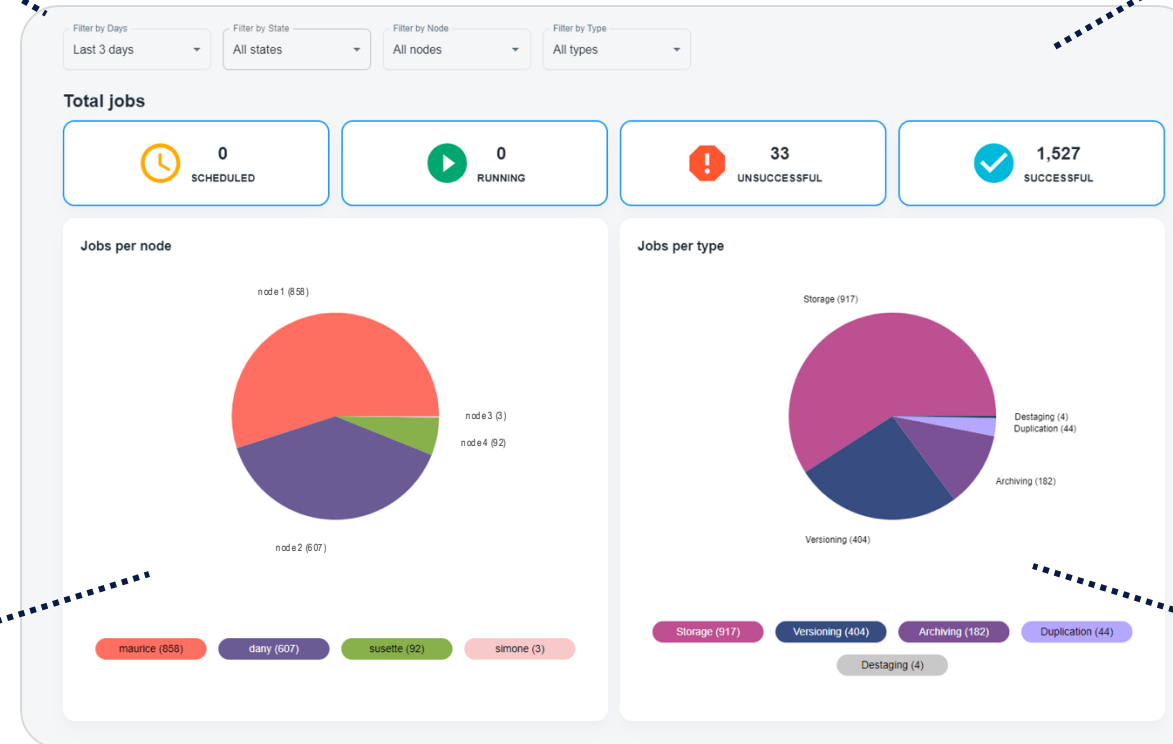 Filter by Days
Last 3 days
Filter by State
All states
Filter by Node
All nodes
Filter by Type
All types
Total jobs
0
SCHEDULED
0
RUNNING
33
UNSUCCESSFUL
1,527
SUCCESSFUL
Jobs per node
node1 (858)
node3 (3)
node4 (92)
node2 (607)
maurice (858)
dany (607)
susette (92)
simone (3)
Jobs per type
Storage (917)
Destaging (4)
Duplication (44)
Archiving (182)
Versioning (404)
Storage (917)
Versioning (404)
Archiving (182)
Duplication (44)
Destaging (4)